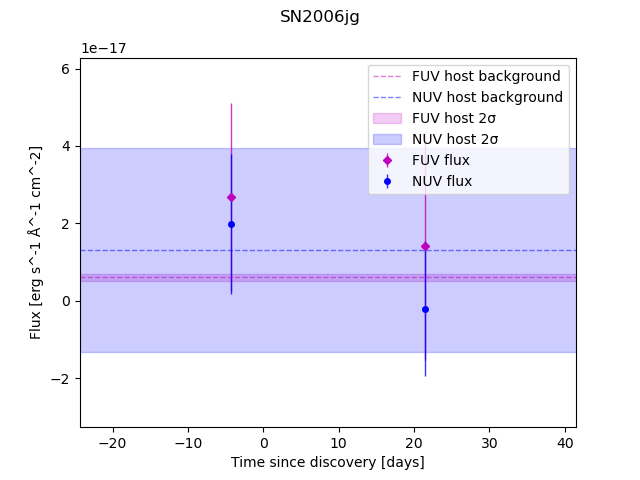 SN2006jg
1e−17
6
4
2
0
−2
Flux [erg s^-1 Å^-1 cm^-2]
FUV host background
NUV host background
FUV host 2σ
NUV host 2σ
FUV flux
NUV flux
−20 −10 0 10 20 30 40
Time since discovery [days]